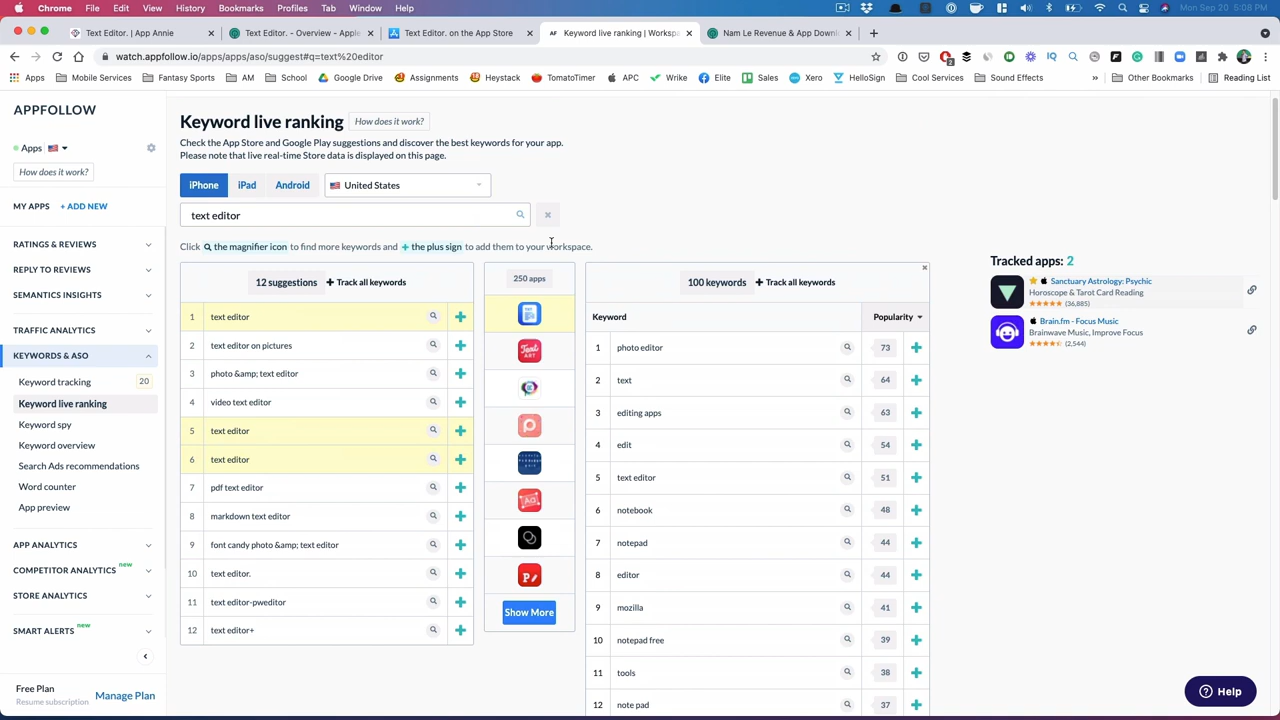 Chrome File Edit View History Bookmarks Profiles Tab Window Help
Mon Sep 20 5:08 PM
Text Editor. | App Annie
Text Editor. - Overview - Apple
Text Editor. on the App Store
Keyword live ranking | Worksp
Nam Le Revenue & App Downl
watch.appfollow.io/apps/apps/aso/suggest#q=text%20editor
Apps Mobile Services Fantasy Sports AM School Google Drive Assignments Heystack TomatoTimer APC Wrike Elite Sales Xero HelloSign Cool Services Sound Effects » Other Bookmarks Reading List
APPFOLLOW
Apps
How does it work?
MY APPS + ADD NEW
RATINGS & REVIEWS
REPLY TO REVIEWS
SEMANTICS INSIGHTS
TRAFFIC ANALYTICS
KEYWORDS & ASO
Keyword tracking 20
Keyword live ranking
Keyword spy
Keyword overview
Search Ads recommendations
Word counter
App preview
APP ANALYTICS
COMPETITOR ANALYTICS new
STORE ANALYTICS
SMART ALERTS new
Free Plan
Resume subscription
Manage Plan
Keyword live ranking How does it work?
Check the App Store and Google Play suggestions and discover the best keywords for your app.
Please note that live real-time Store data is displayed on this page.
iPhone iPad Android United States
text editor
Click the magnifier icon to find more keywords and the plus sign to add them to your workspace.
12 suggestions + Track all keywords
1 text editor
2 text editor on pictures
3 photo &amp; text editor
4 video text editor
5 text editor
6 text editor
7 pdf text editor
8 markdown text editor
9 font candy photo &amp; text editor
10 text editor.
11 text editor-pweditor
12 text editor+
250 apps
Text ART
AG
Show More
100 keywords + Track all keywords
Keyword Popularity
1 photo editor 73
2 text 64
3 editing apps 63
4 edit 54
5 text editor 51
6 notebook 48
7 notepad 44
8 editor 44
9 mozilla 41
10 notepad free 39
11 tools 38
12 note pad 37
Tracked apps: 2
Sanctuary Astrology: Psychic
Horoscope & Tarot Card Reading
(36,885)
Brain.fm - Focus Music
Brainwave Music, Improve Focus
(2,544)
Help